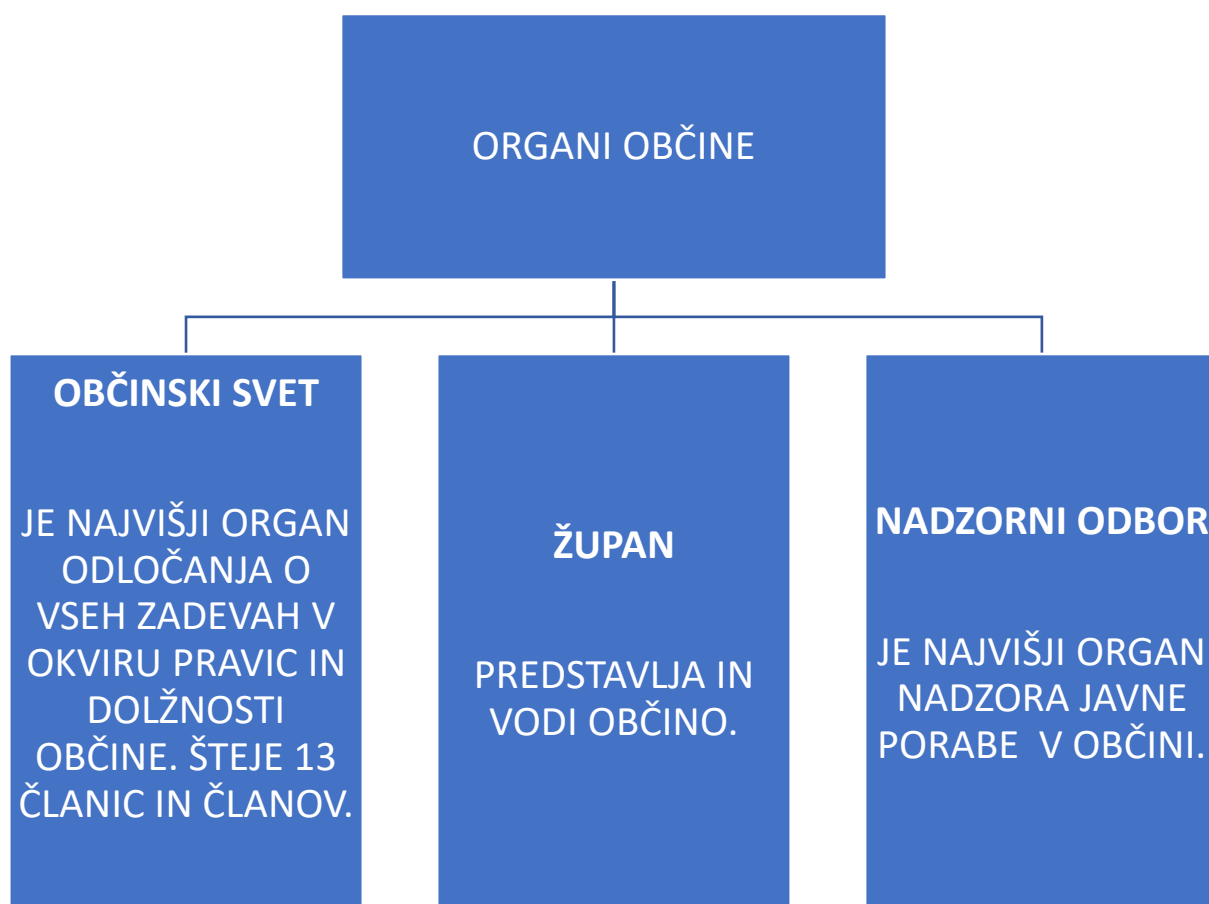 ORGANI OBČINE
OBČINSKI SVET
JE NAJVIŠJI ORGAN
ODLOČANJA O
VSEH ZADEVAH V
OKVIRU PRAVIC IN
DOLŽNOSTI
OBČINE. ŠTEJE 13
ČLANIC IN ČLANOV.
ŽUPAN
PREDSTAVLJA IN
VODI OBČINO.
NADZORNI ODBOR
JE NAJVIŠJI ORGAN
NADZORA JAVNE
PORABE  V OBČINI.